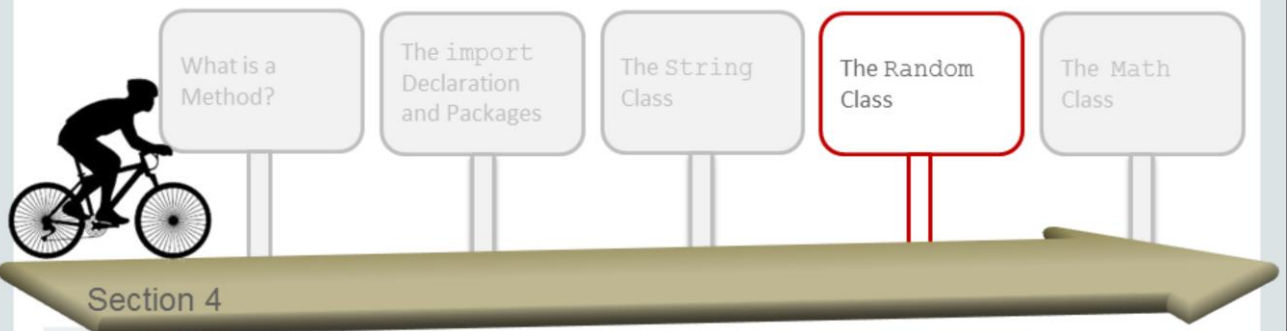 What is a
Method?
The import
Declaration
and Packages
The String
Class
The Random
Class
The Math
Class
Section 4